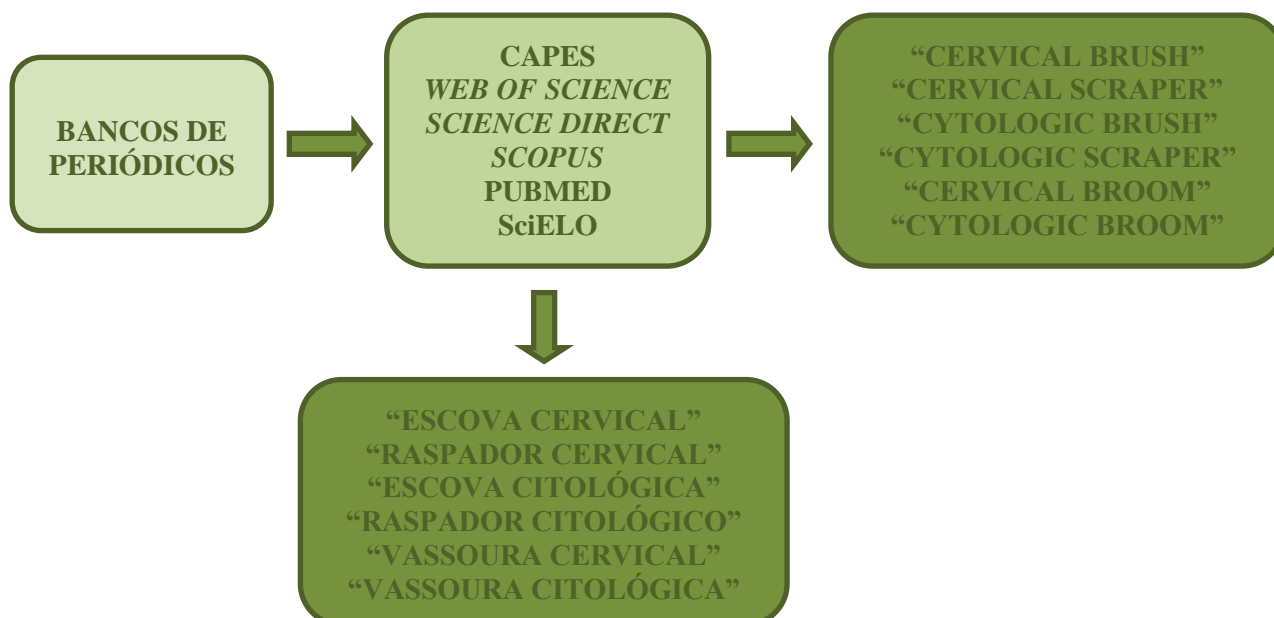 BANCOS DE
PERIÓDICOS
CAPES
WEB OF SCIENCE
SCIENCE DIRECT
SCOPUS
PUBMED
SciELO
“CERVICAL BRUSH”
“CERVICAL SCRAPER”
“CYTOLOGIC BRUSH”
“CYTOLOGIC SCRAPER”
“CERVICAL BROOM”
“CYTOLOGIC BROOM”
“ESCOVA CERVICAL”
“RASPADOR CERVICAL”
“ESCOVA CITOLÓGICA”
“RASPADOR CITOLÓGICO”
“VASSOURA CERVICAL”
“VASSOURA CITOLÓGICA”